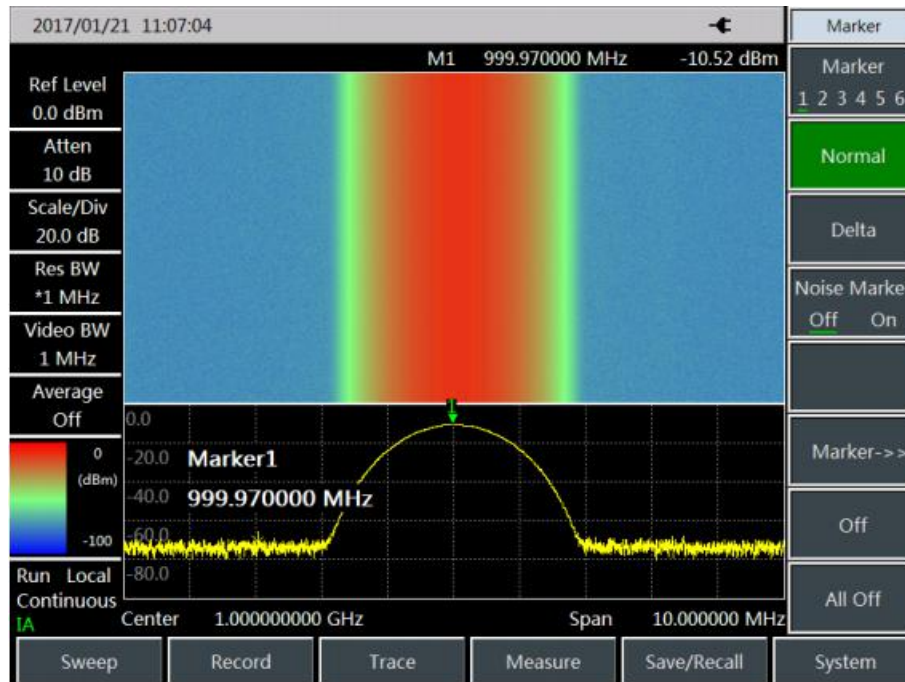 2017/01/21 11:07:04
Marker
M1 999.970000 MHz -10.52 dBm
Ref Level
0.0 dBm
Atten
10 dB
Scale/Div
20.0 dB
Res BW
*1 MHz
Video BW
1 MHz
Average
Off
0
(dBm)
-100
Run Local
Continuous
IA
0.0
-20.0
-40.0
-60.0
-80.0
1
Marker1
999.970000 MHz
Center 1.000000000 GHz Span 10.000000 MHz
Marker
1 2 3 4 5 6
Normal
Delta
Noise Marke
Off On
Marker->>
Off
All Off
Sweep Record Trace Measure Save/Recall System